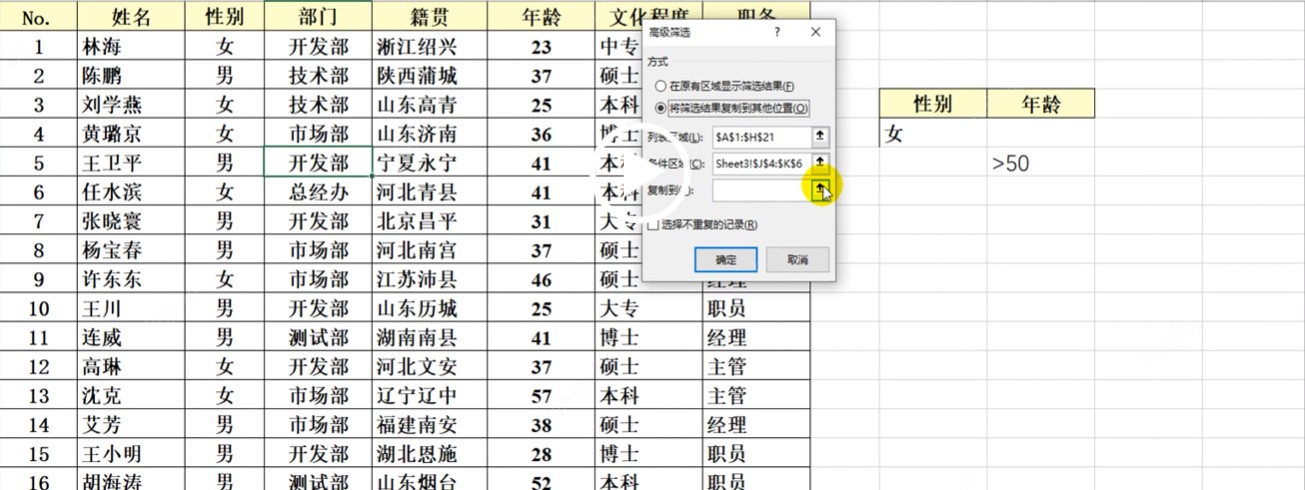 No. 姓名 性别 部门 籍贯 年龄 文化程度 职务
1 林海 女 开发部 浙江绍兴 23 中专
2 陈鹏 男 技术部 陕西蒲城 37 硕士
3 刘学燕 女 技术部 山东高青 25 本科
4 黄璐京 女 市场部 山东济南 36 博士
5 王卫平 男 开发部 宁夏永宁 41 本科
6 任水滨 女 总经办 河北青县 41 本科
7 张晓寰 男 开发部 北京昌平 31 大专
8 杨宝春 男 市场部 河北南宫 37 硕士
9 许东东 女 市场部 江苏沛县 46 硕士 经理
10 王川 男 开发部 山东历城 25 大专 职员
11 连威 男 测试部 湖南南县 41 博士 经理
12 高琳 女 开发部 河北文安 37 硕士 主管
13 沈克 女 市场部 辽宁辽中 57 本科 主管
14 艾芳 男 市场部 福建南安 38 硕士 经理
15 王小明 男 开发部 湖北恩施 28 博士 职员
16 胡海涛 男 测试部 山东烟台 52 本科 职员
高级筛选 ? ×
方式
在原有区域显示筛选结果(F)
将筛选结果复制到其他位置(O)
列表区域(L): $A$1:$H$21
条件区域(C): Sheet3!$J$4:$K$6
复制到(T):
选择不重复的记录(R)
确定 取消
性别 年龄
女
>50